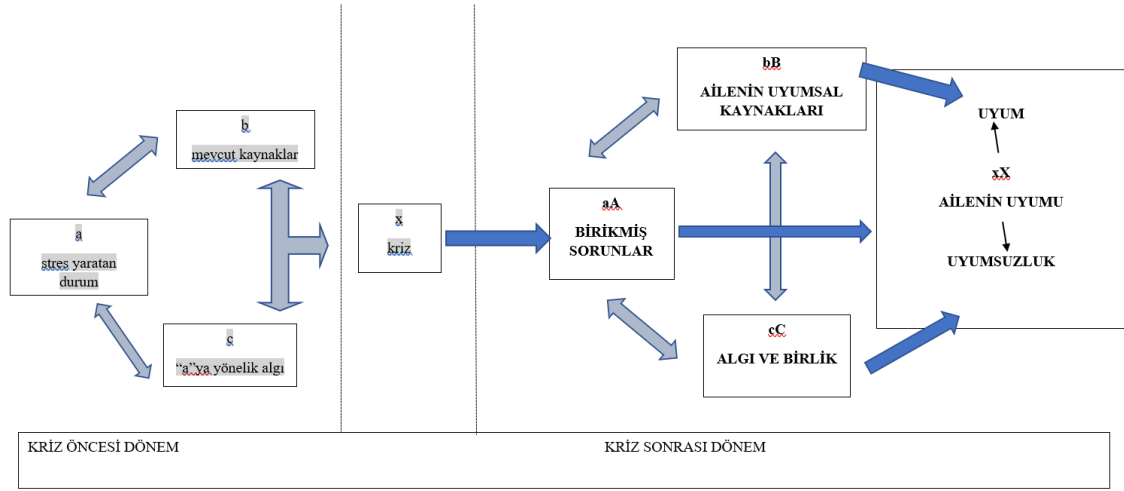 b
mevcut kaynaklar
a
stres yaratan
durum
c
“a”ya yönelik algı
x
kriz
aA
BİRİKMİŞ
SORUNLAR
bB
AİLENİN UYUMSAL
KAYNAKLARI
cC
ALGI VE BİRLİK
UYUM
xX
AİLENİN UYUMU
UYUMSUZLUK
KRİZ ÖNCESİ DÖNEM
KRİZ SONRASI DÖNEM